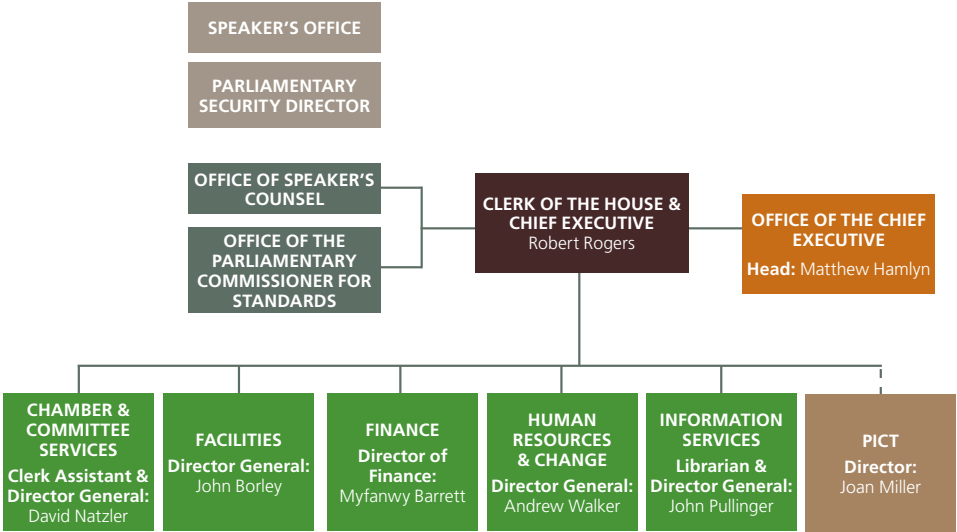 SPEAKER'S OFFICE
PARLIAMENTARY
SECURITY DIRECTOR
OFFICE OF SPEAKER'S
COUNSEL
OFFICE OF THE
PARLIAMENTARY
COMMISSIONER FOR
STANDARDS
CLERK OF THE HOUSE &
CHIEF EXECUTIVE
Robert Rogers
OFFICE OF THE CHIEF
EXECUTIVE
Head: Matthew Hamlyn
CHAMBER &
COMMITTEE
SERVICES
Clerk Assistant &
Director General:
David Natzler
FACILITIES
Director General:
John Borley
FINANCE
Director of
Finance:
Myfanwy Barrett
HUMAN
RESOURCES
& CHANGE
Director General:
Andrew Walker
INFORMATION
SERVICES
Librarian &
Director General:
John Pullinger
PICT
Director:
Joan Miller